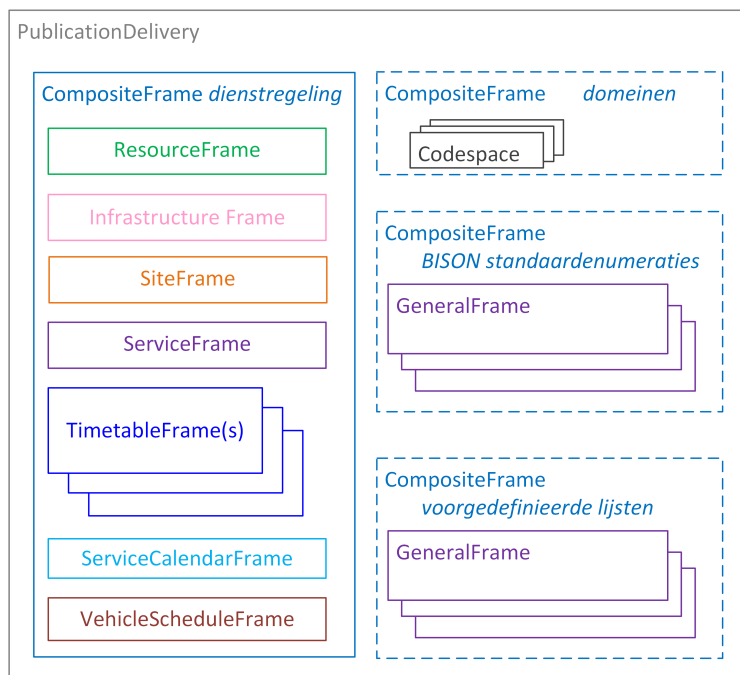 PublicationDelivery
CompositeFrame dienstregeling
ResourceFrame
Infrastructure Frame
SiteFrame
ServiceFrame
TimetableFrame(s)
ServiceCalendarFrame
VehicleScheduleFrame
CompositeFrame domeinen
Codespace
CompositeFrame
BISON standaardenumeraties
GeneralFrame
CompositeFrame
voorgedefinieerde lijsten
GeneralFrame